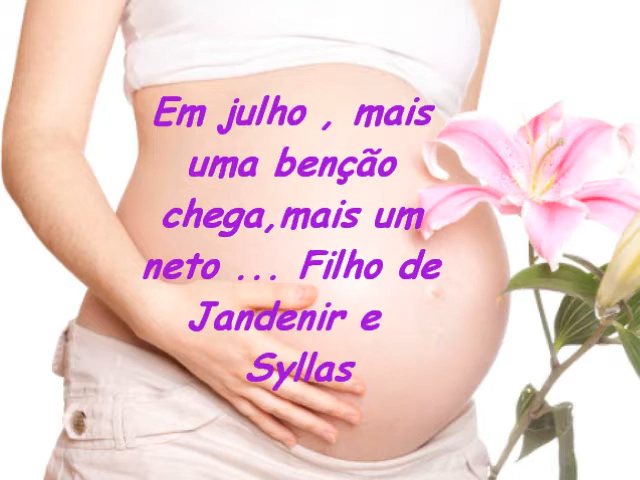 Em julho , mais
uma benção
chega,mais um
neto ... Filho de
Jandenir e
Syllas